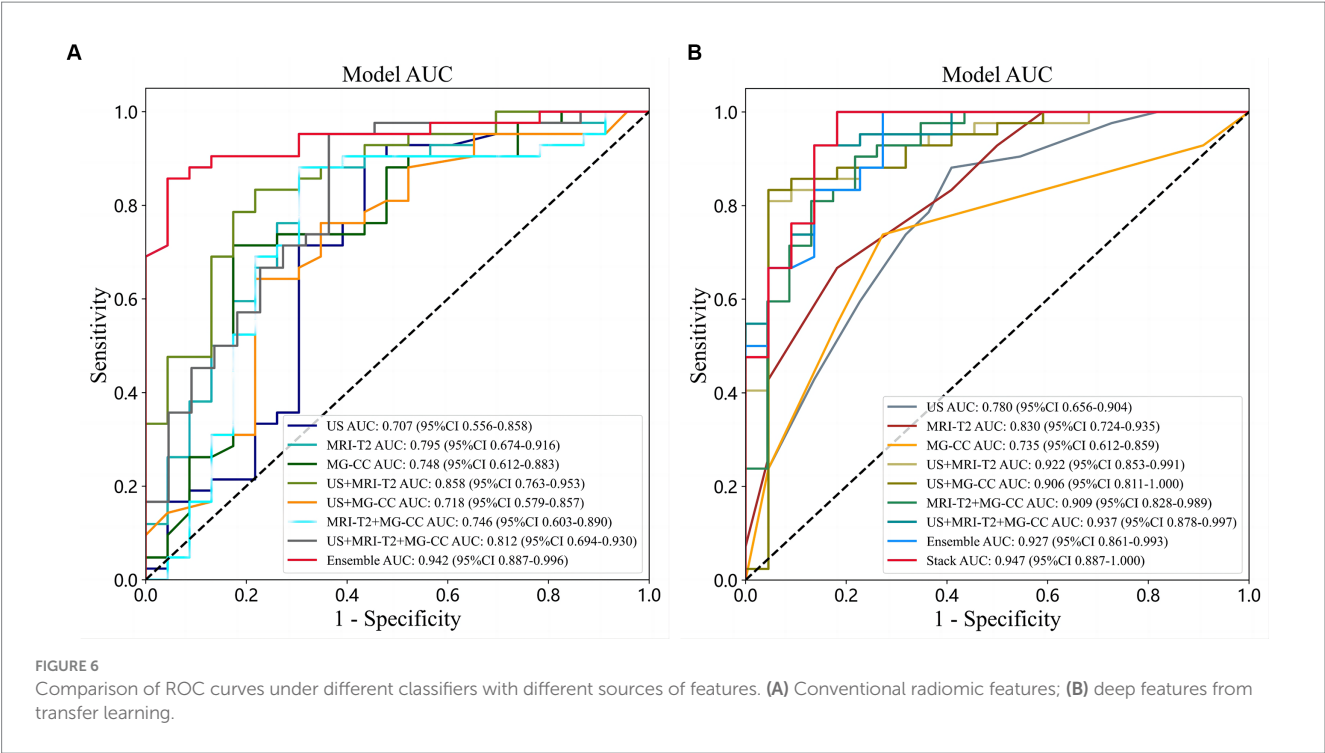 A
Model AUC
Sensitivity
1.0
0.8
0.6
0.4
0.2
0.0
US AUC: 0.707 (95%CI 0.556-0.858)
MRI-T2 AUC: 0.795 (95%CI 0.674-0.916)
MG-CC AUC: 0.748 (95%CI 0.612-0.883)
US+MRI-T2 AUC: 0.858 (95%CI 0.763-0.953)
US+MG-CC AUC: 0.718 (95%CI 0.579-0.857)
MRI-T2+MG-CC AUC: 0.746 (95%CI 0.603-0.890)
US+MRI-T2+MG-CC AUC: 0.812 (95%CI 0.694-0.930)
Ensemble AUC: 0.942 (95%CI 0.887-0.996)
0.0 0.2 0.4 0.6 0.8 1.0
1 - Specificity
B
Model AUC
Sensitivity
1.0
0.8
0.6
0.4
0.2
0.0
US AUC: 0.780 (95%CI 0.656-0.904)
MRI-T2 AUC: 0.830 (95%CI 0.724-0.935)
MG-CC AUC: 0.735 (95%CI 0.612-0.859)
US+MRI-T2 AUC: 0.922 (95%CI 0.853-0.991)
US+MG-CC AUC: 0.906 (95%CI 0.811-1.000)
MRI-T2+MG-CC AUC: 0.909 (95%CI 0.828-0.989)
US+MRI-T2+MG-CC AUC: 0.937 (95%CI 0.878-0.997)
Ensemble AUC: 0.927 (95%CI 0.861-0.993)
Stack AUC: 0.947 (95%CI 0.887-1.000)
0.0 0.2 0.4 0.6 0.8 1.0
1 - Specificity
FIGURE 6
Comparison of ROC curves under different classifiers with different sources of features. (A) Conventional radiomic features; (B) deep features from
transfer learning.